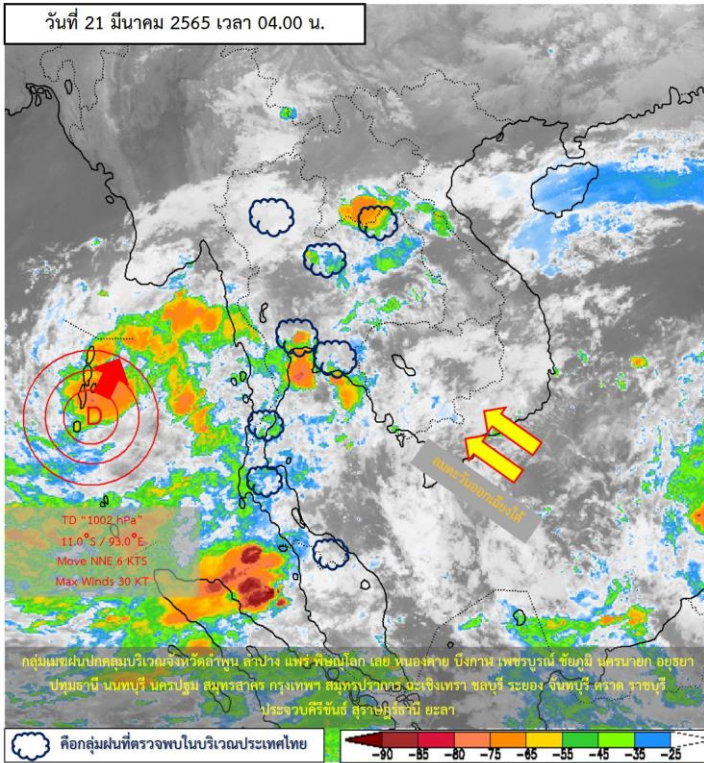 วันที่ 21 มีนาคม 2565 เวลา 04.00 น.
D
ลมตะวันออกเฉียงใต้
TD "1002 hPa"
11.0°S / 93.0°E
Move NNE 6 KTS
Max Winds 30 KT
กลุ่มเมฆฝนปกคลุมบริเวณจังหวัดลำพูน ลำปาง แพร่ พิษณุโลก เลย หนองคาย บึงกาฬ เพชรบูรณ์ ชัยภูมิ นครนายก อยุธยา
ปทุมธานี นนทบุรี นครปฐม สมุทรสาคร กรุงเทพฯ สมุทรปราการ ฉะเชิงเทรา ชลบุรี ระยอง จันทบุรี ตราด ราชบุรี
ประจวบคีรีขันธ์ สุราษฎร์ธานี ยะลา
คือกลุ่มฝนที่ตรวจพบในบริเวณประเทศไทย
-90 -85 -80 -75 -65 -55 -45 -35 -25